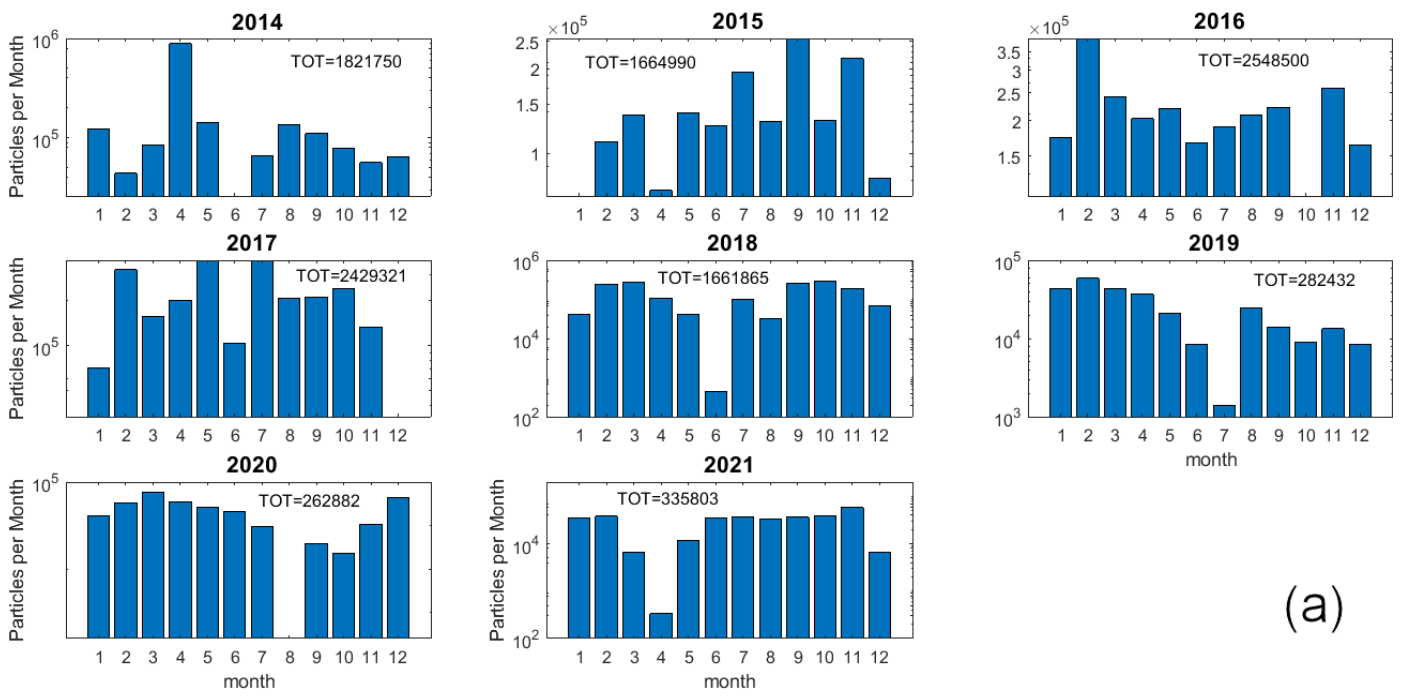 2014
Particles per Month
10^6
10^5
TOT=1821750
1 2 3 4 5 6 7 8 9 10 11 12
2015
×10^5
2.5
2
1.5
1
TOT=1664990
1 2 3 4 5 6 7 8 9 10 11 12
2016
×10^5
3.5
3
2.5
2
1.5
TOT=2548500
1 2 3 4 5 6 7 8 9 10 11 12
2017
Particles per Month
10^5
TOT=2429321
1 2 3 4 5 6 7 8 9 10 11 12
2018
10^6
10^4
10^2
TOT=1661865
1 2 3 4 5 6 7 8 9 10 11 12
2019
10^5
10^4
10^3
TOT=282432
1 2 3 4 5 6 7 8 9 10 11 12
month
2020
Particles per Month
10^5
TOT=262882
1 2 3 4 5 6 7 8 9 10 11 12
month
2021
Particles per Month
10^4
10^2
TOT=335803
1 2 3 4 5 6 7 8 9 10 11 12
month
(a)